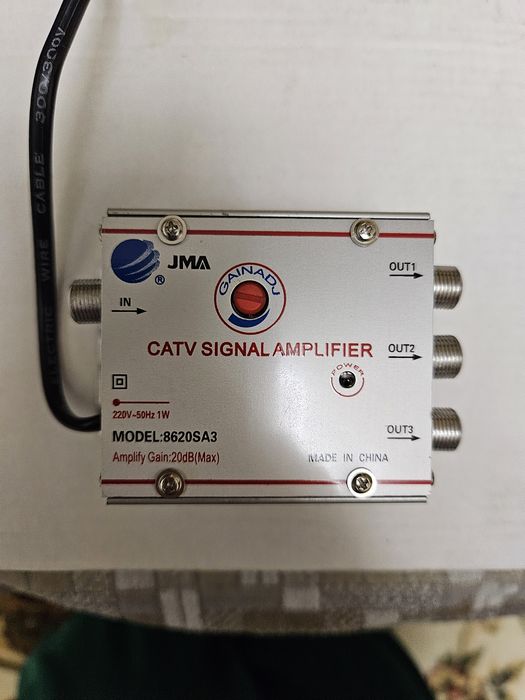 ELECTRIC WIRE CABLE 300/300V
JMA
®
GAINADJ
IN
OUT1
CATV SIGNAL AMPLIFIER
OUT2
POWER
220V~50Hz 1W
MODEL:8620SA3
OUT3
Amplify Gain:20dB(Max)
MADE IN CHINA